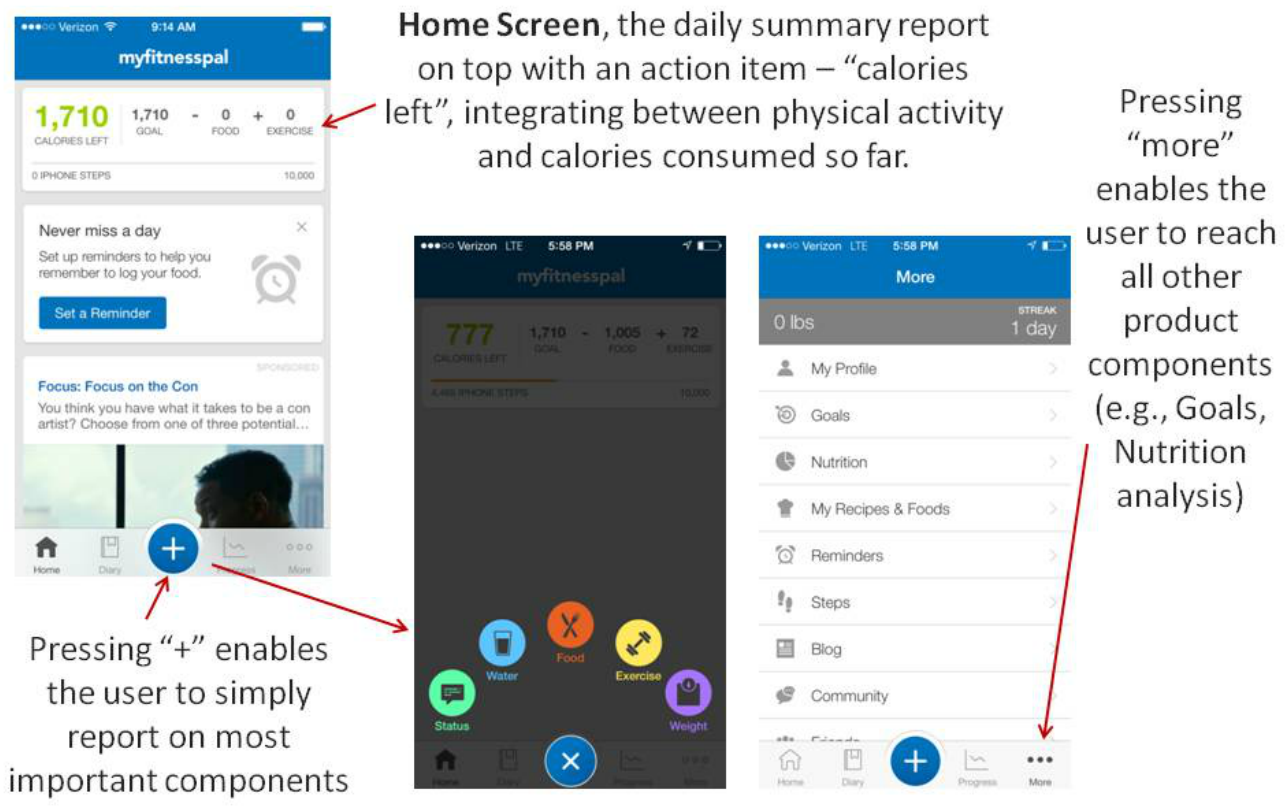 Home Screen, the daily summary report
on top with an action item – “calories
left”, integrating between physical activity
and calories consumed so far.
Pressing
“more”
enables the
user to reach
all other
product
components
(e.g., Goals,
Nutrition
analysis)
Verizon 9:14 AM
myfitnesspal
1,710 1,710 - 0 + 0
CALORIES LEFT GOAL FOOD EXERCISE
0 IPHONE STEPS 10,000
Never miss a day
Set up reminders to help you
remember to log your food.
Set a Reminder
SPONSORED
Focus: Focus on the Con
You think you have what it takes to be a con
artist? Choose from one of three potential...
Home Diary + Progress More
Pressing “+” enables
the user to simply
report on most
important components
Verizon LTE 5:58 PM
myfitnesspal
777 1,710 - 1,005 + 72
CALORIES LEFT GOAL FOOD EXERCISE
IPHONE STEPS 10,000
Food
Water Exercise
Status Weight
Home Diary Progress More
Verizon LTE 5:58 PM
More
0 lbs STREAK
1 day
My Profile
Goals
Nutrition
My Recipes & Foods
Reminders
Steps
Blog
Community
Friends
Home Diary + Progress More